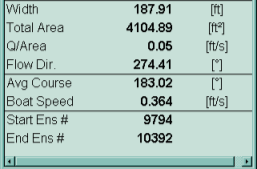 Width 187.91 [ft]
Total Area 4104.89 [ft²]
Q/Area 0.05 [ft/s]
Flow Dir. 274.41 [°]
Avg Course 183.02 [°]
Boat Speed 0.364 [ft/s]
Start Ens # 9794
End Ens # 10392